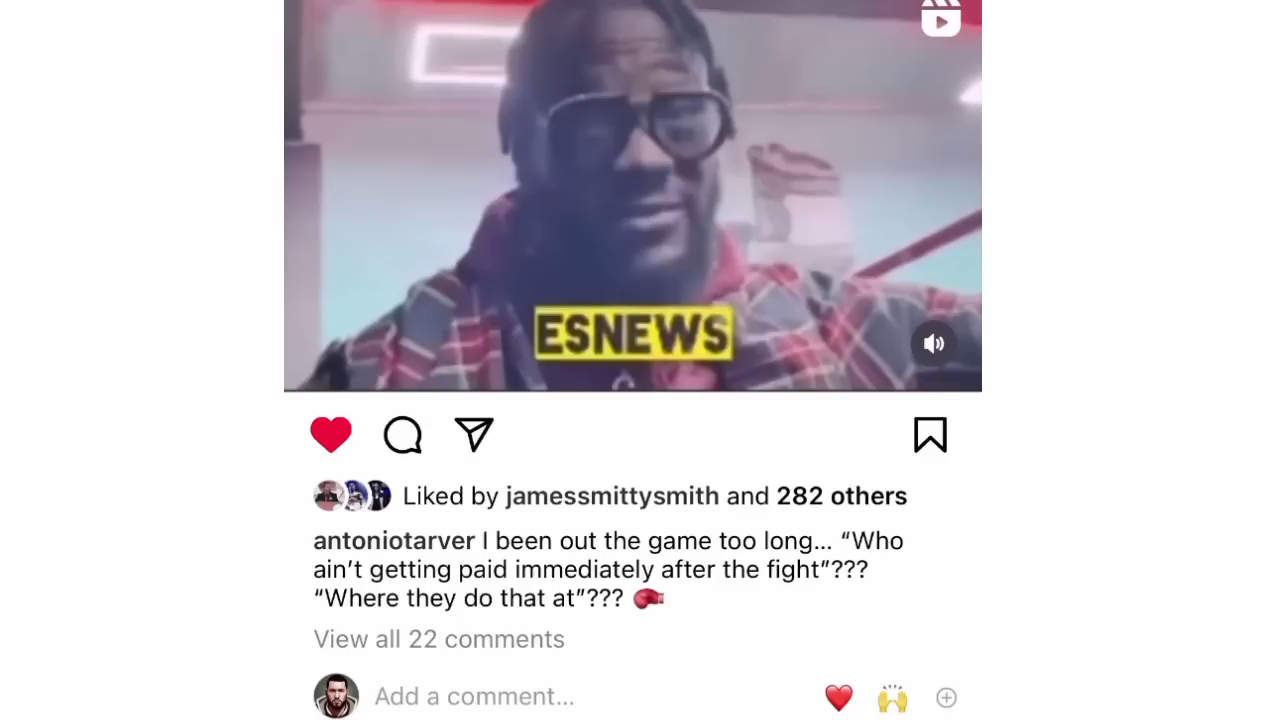 ESNEWS
Liked by jamessmittysmith and 282 others
antoniotarver I been out the game too long... “Who
ain’t getting paid immediately after the fight”???
“Where they do that at”??? 🥊
View all 22 comments
Add a comment...